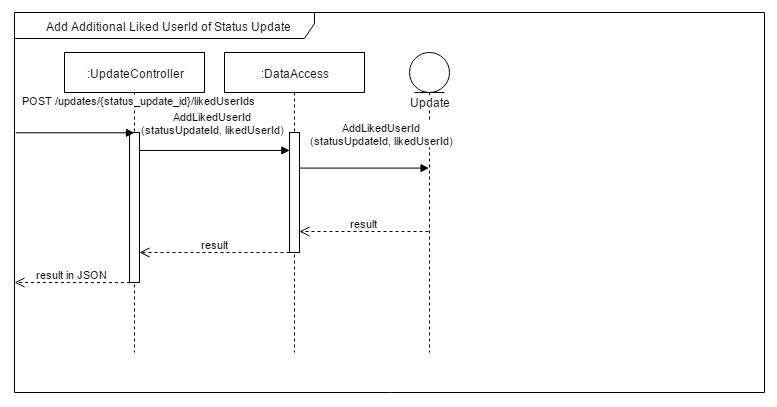 Add Additional Liked UserId of Status Update
:UpdateController
:DataAccess
Update
POST /updates/{status_update_id}/likedUserIds
AddLikedUserId
(statusUpdateId, likedUserId)
AddLikedUserId
(statusUpdateId, likedUserId)
result
result
result in JSON